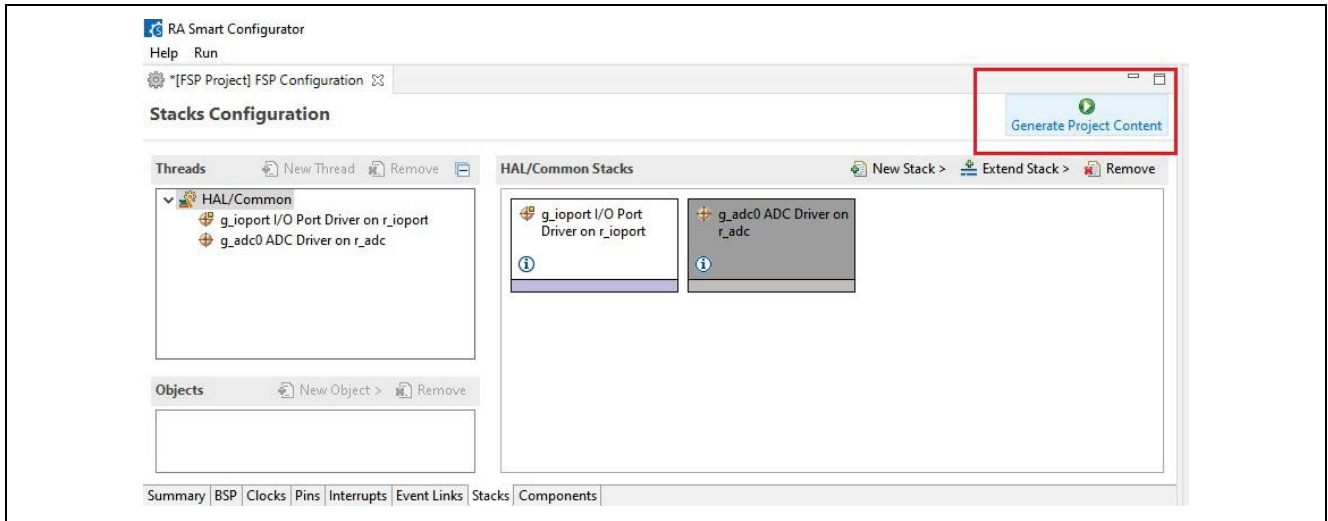 RA Smart Configurator
Help Run
*[FSP Project] FSP Configuration
Stacks Configuration
Generate Project Content
Threads New Thread Remove
HAL/Common
g_ioport I/O Port Driver on r_ioport
g_adc0 ADC Driver on r_adc
Objects New Object > Remove
HAL/Common Stacks New Stack > Extend Stack > Remove
g_ioport I/O Port
Driver on r_ioport
g_adc0 ADC Driver on
r_adc
Summary BSP Clocks Pins Interrupts Event Links Stacks Components